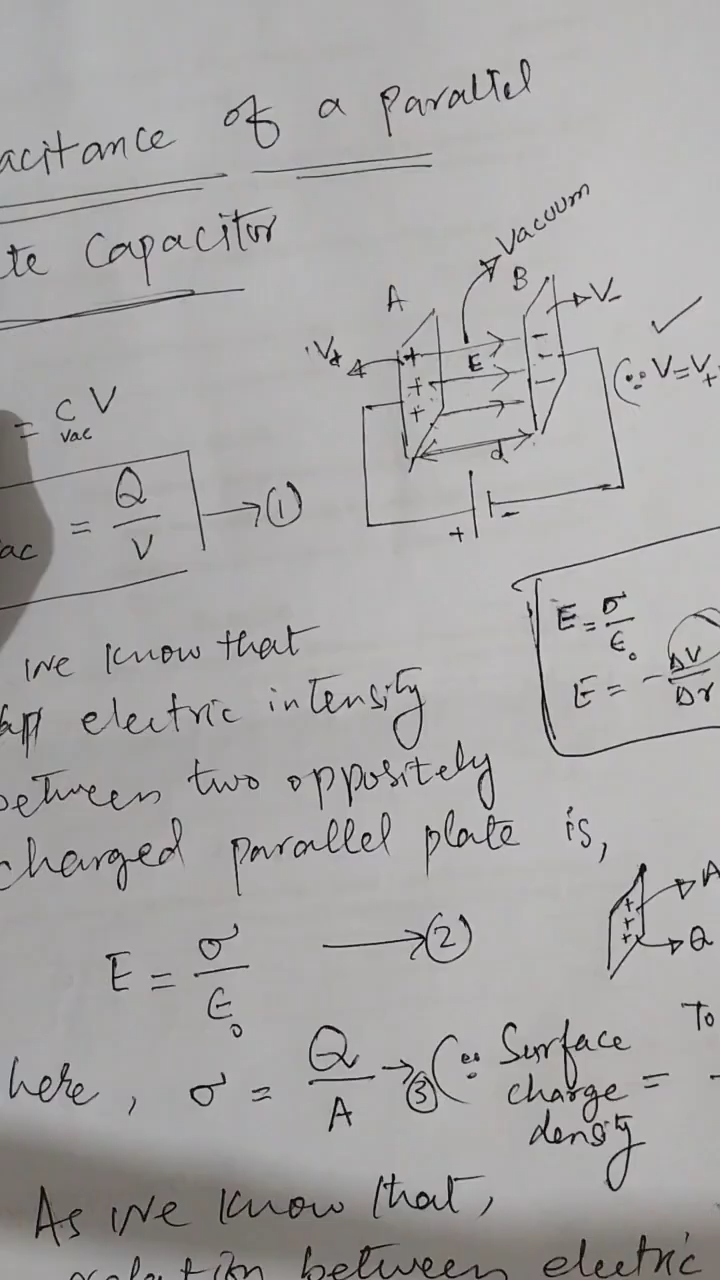 acitance of a parallel
te Capacitor
Vacuum
A
B
V+
V-
+ E -
+ -
+ -
d
+ -
(∵ V=V+
= Cvac V
ac = Q/V → (1)
E = σ/ε₀
E = - ΔV/Δr
We know that
electric intensity
between two oppositely
charged parallel plate is,
E = σ/ε₀ → (2)
+ A
+
+ Q
here, σ = Q/A → (3) (∵ Surface charge density =
To
As We know that,
relation between electric